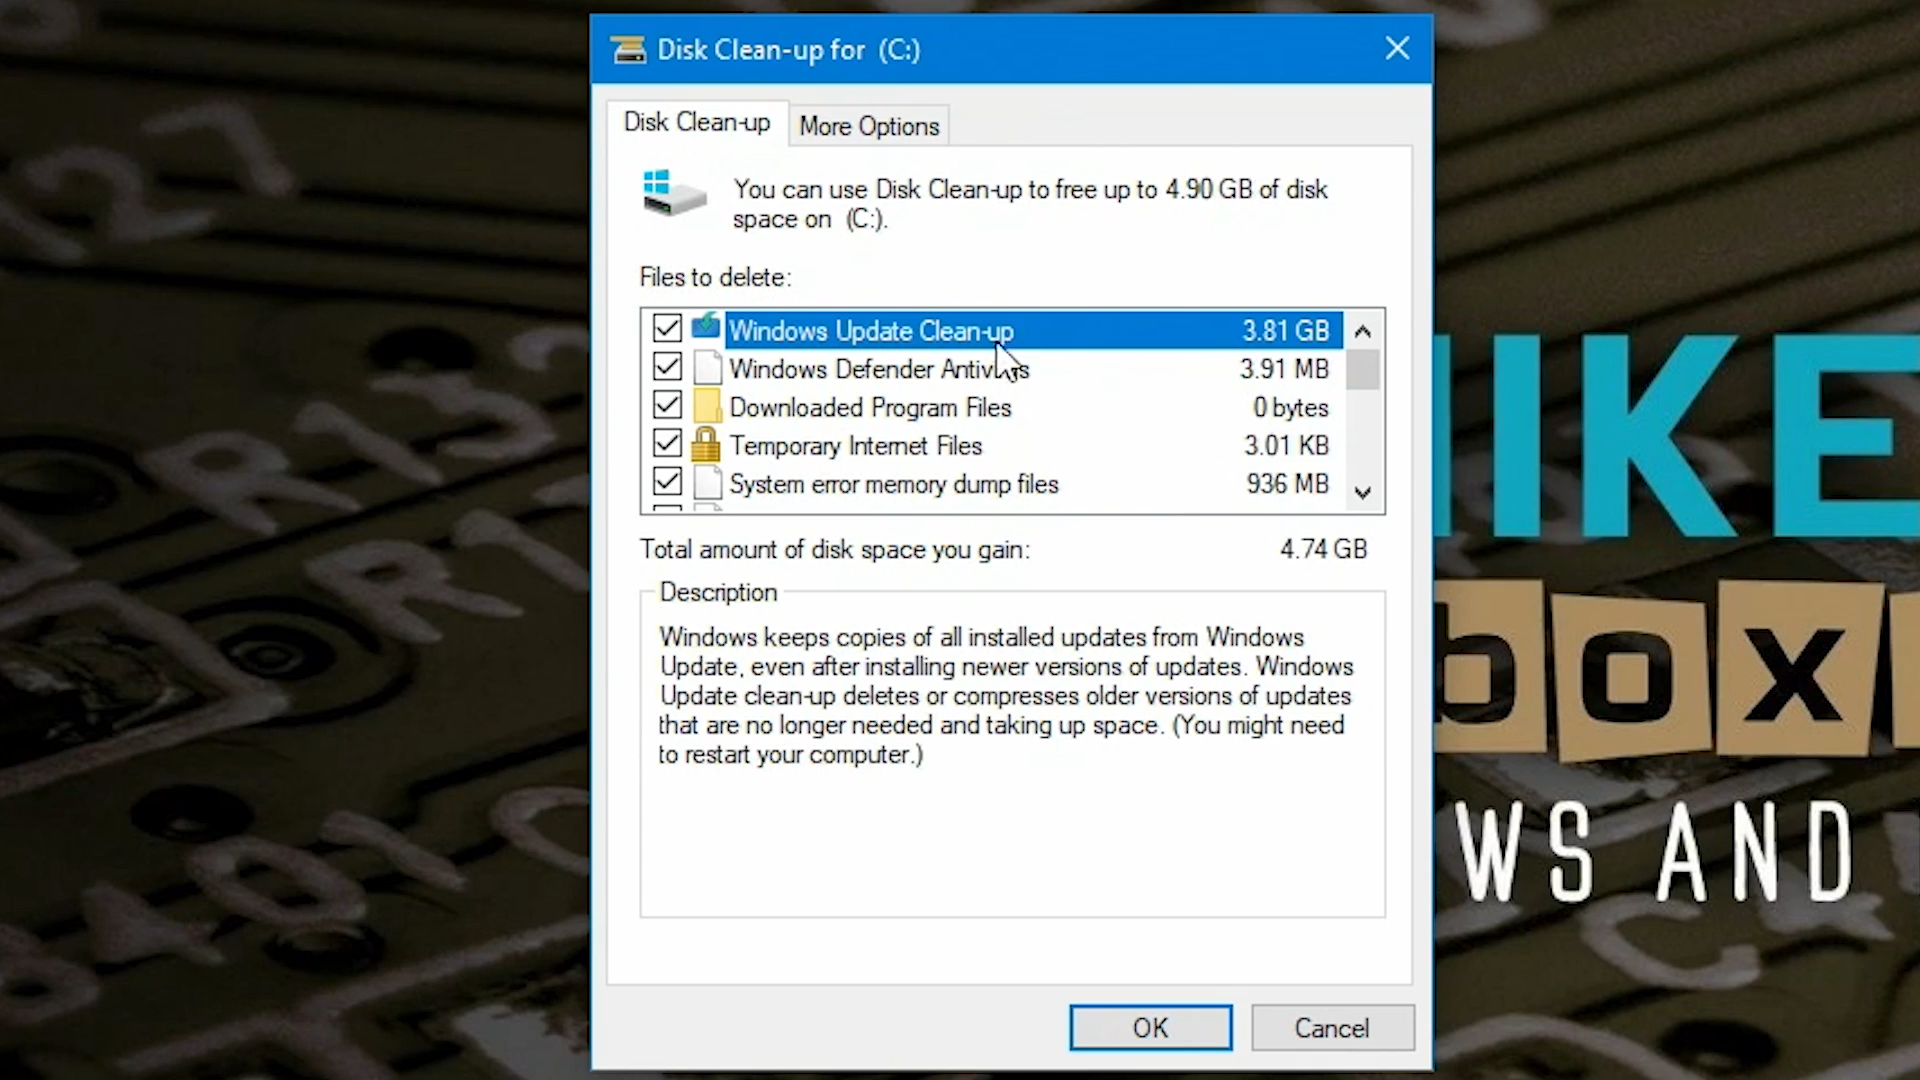 Disk Clean-up for (C:)
Disk Clean-up
More Options
You can use Disk Clean-up to free up to 4.90 GB of disk
space on (C:).
Files to delete:
Windows Update Clean-up 3.81 GB
Windows Defender Antivirus 3.91 MB
Downloaded Program Files 0 bytes
Temporary Internet Files 3.01 KB
System error memory dump files 936 MB
Total amount of disk space you gain: 4.74 GB
Description
Windows keeps copies of all installed updates from Windows
Update, even after installing newer versions of updates. Windows
Update clean-up deletes or compresses older versions of updates
that are no longer needed and taking up space. (You might need
to restart your computer.)
OK
Cancel
IKE
box
WS AND
127
R132